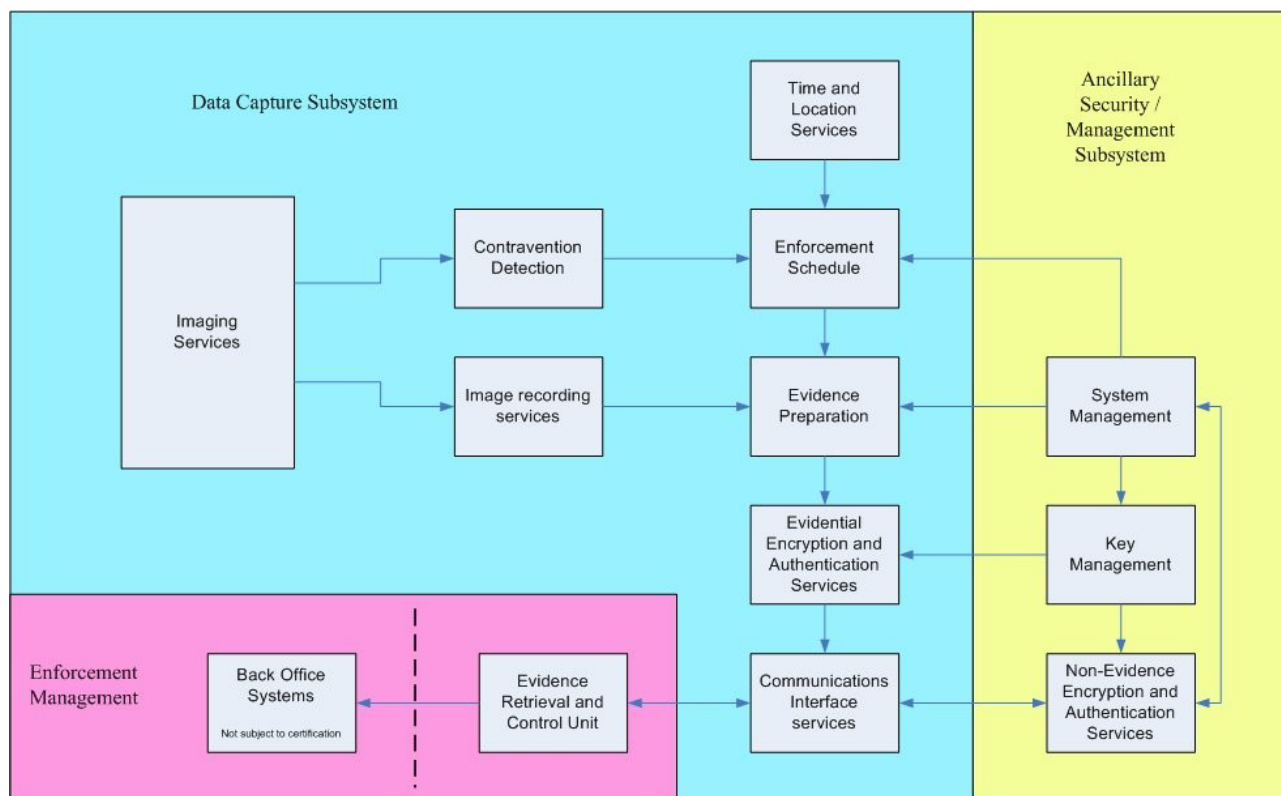 Data Capture Subsystem
Time and
Location
Services
Ancillary
Security /
Management
Subsystem
Imaging
Services
Contravention
Detection
Enforcement
Schedule
Image recording
services
Evidence
Preparation
System
Management
Evidential
Encryption and
Authentication
Services
Key
Management
Enforcement
Management
Back Office
Systems
Not subject to certification
Evidence
Retrieval and
Control Unit
Communications
Interface
services
Non-Evidence
Encryption and
Authentication
Services